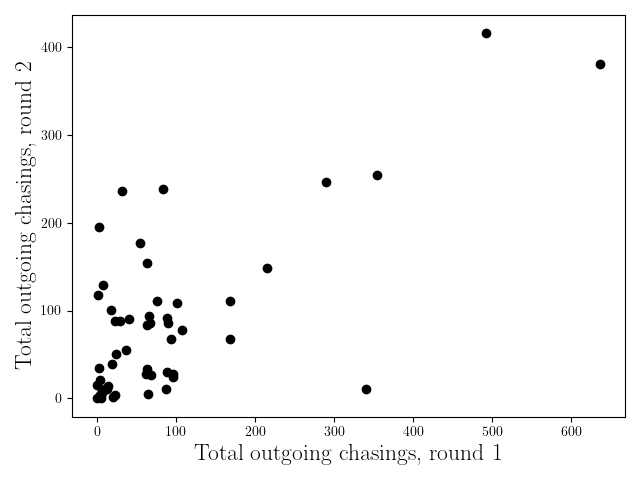 400
300
200
100
0
Total outgoing chasings, round 2
0 100 200 300 400 500 600
Total outgoing chasings, round 1